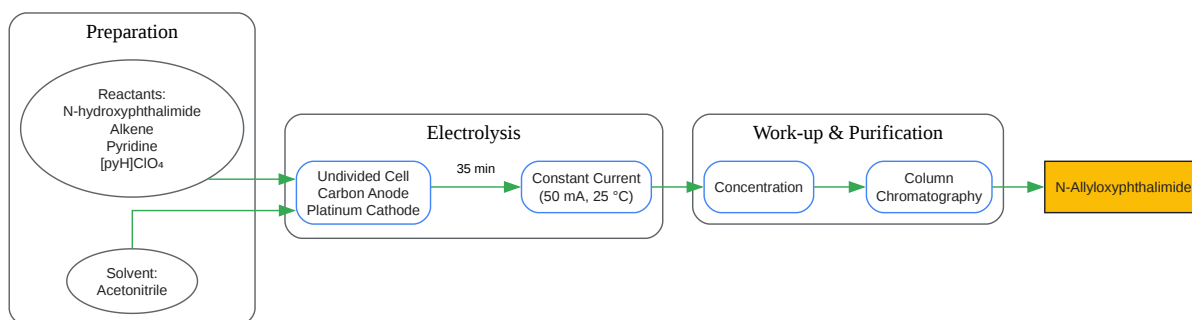 Preparation
Reactants:
N-hydroxyphthalimide
Alkene
Pyridine
[pyH]ClO₄
Solvent:
Acetonitrile
Electrolysis
Undivided Cell
Carbon Anode
Platinum Cathode
35 min
Constant Current
(50 mA, 25 °C)
Work-up & Purification
Concentration
Column
Chromatography
N-Allyloxyphthalimide